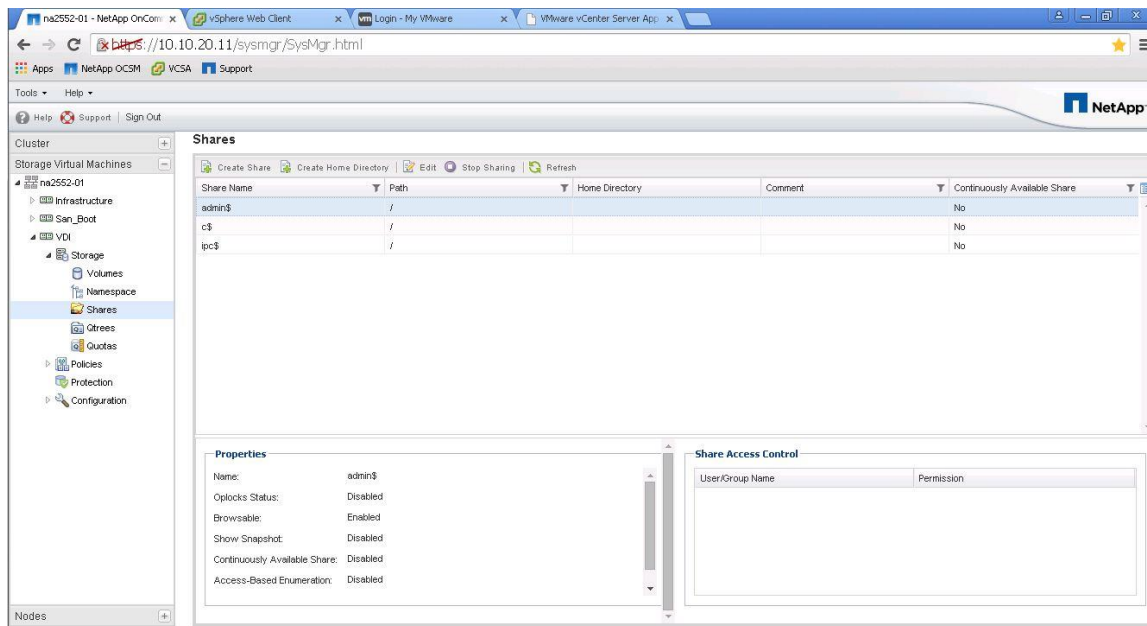 na2552-01 - NetApp OnCom
vSphere Web Client
vm Login - My VMware
VMware vCenter Server App
https://10.10.20.11/sysmgr/SysMgr.html
Apps NetApp OCSM VCSA Support
Tools Help
NetApp
Help Support Sign Out
Cluster
Shares
Storage Virtual Machines
Create Share Create Home Directory Edit Stop Sharing Refresh
na2552-01
Share Name Path Home Directory Comment Continuously Available Share
Infrastructure
admin$ / No
San_Boot
c$ / No
VDI
ipc$ / No
Storage
Volumes
Namespace
Shares
Qtrees
Quotas
Policies
Protection
Configuration
Properties
Name: admin$
Oplocks Status: Disabled
Browsable: Enabled
Show Snapshot: Disabled
Continuously Available Share: Disabled
Access-Based Enumeration: Disabled
Share Access Control
User/Group Name Permission
Nodes